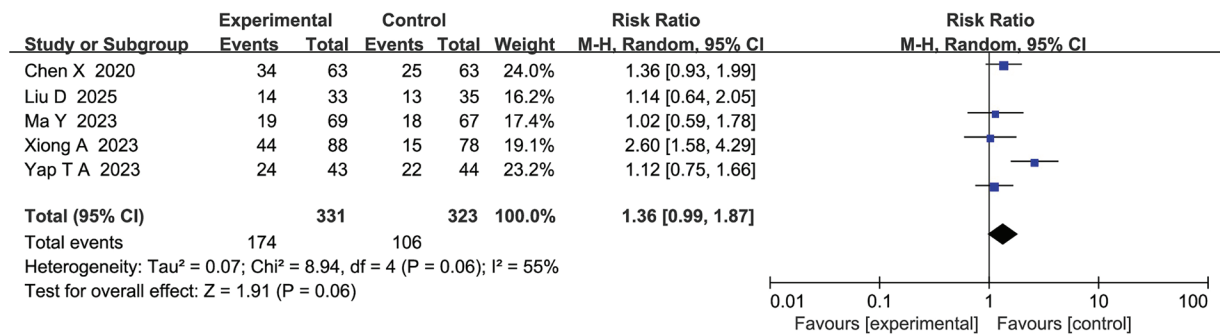 Experimental Control Risk Ratio Risk Ratio
Study or Subgroup Events Total Events Total Weight M-H, Random, 95% CI M-H, Random, 95% CI
Chen X 2020 34 63 25 63 24.0% 1.36 [0.93, 1.99]
Liu D 2025 14 33 13 35 16.2% 1.14 [0.64, 2.05]
Ma Y 2023 19 69 18 67 17.4% 1.02 [0.59, 1.78]
Xiong A 2023 44 88 15 78 19.1% 2.60 [1.58, 4.29]
Yap T A 2023 24 43 22 44 23.2% 1.12 [0.75, 1.66]
Total (95% CI) 331 323 100.0% 1.36 [0.99, 1.87]
Total events 174 106
Heterogeneity: Tau² = 0.07; Chi² = 8.94, df = 4 (P = 0.06); I² = 55%
Test for overall effect: Z = 1.91 (P = 0.06)
0.01 0.1 1 10 100
Favours [experimental] Favours [control]